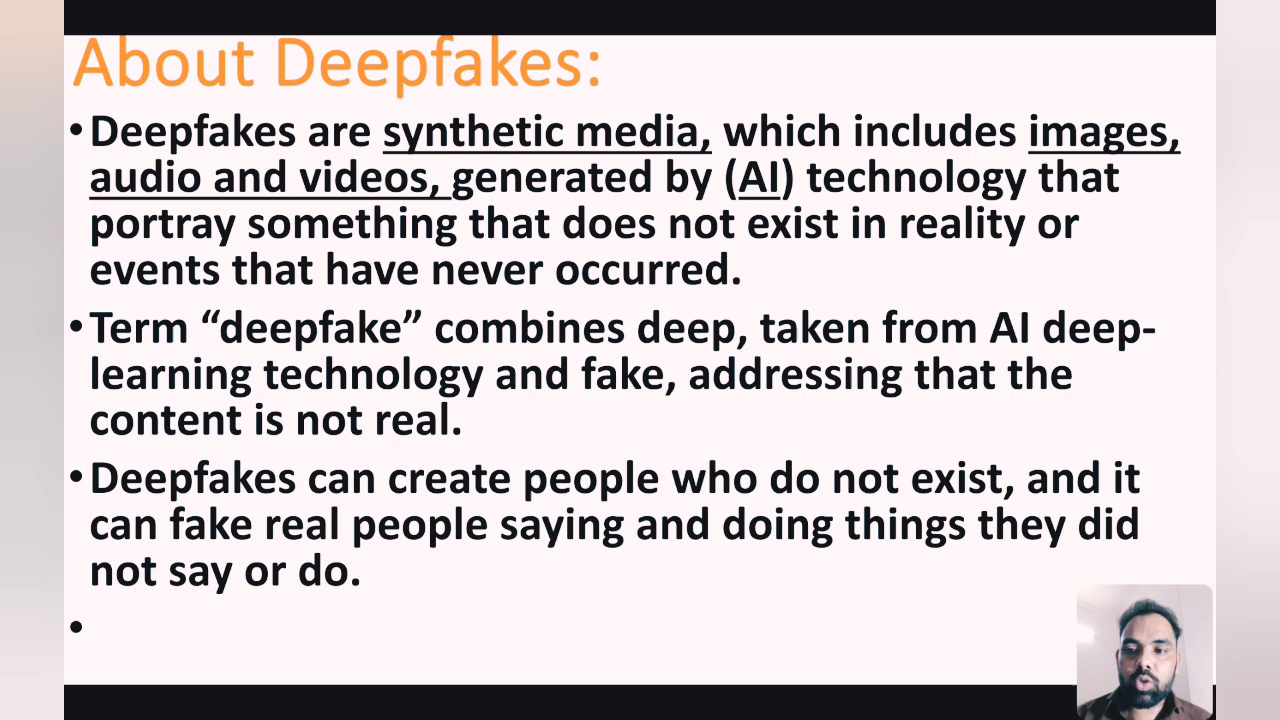 About Deepfakes:
•Deepfakes are synthetic media, which includes images,
audio and videos, generated by (AI) technology that
portray something that does not exist in reality or
events that have never occurred.
•Term “deepfake” combines deep, taken from AI deep-
learning technology and fake, addressing that the
content is not real.
•Deepfakes can create people who do not exist, and it
can fake real people saying and doing things they did
not say or do.
•